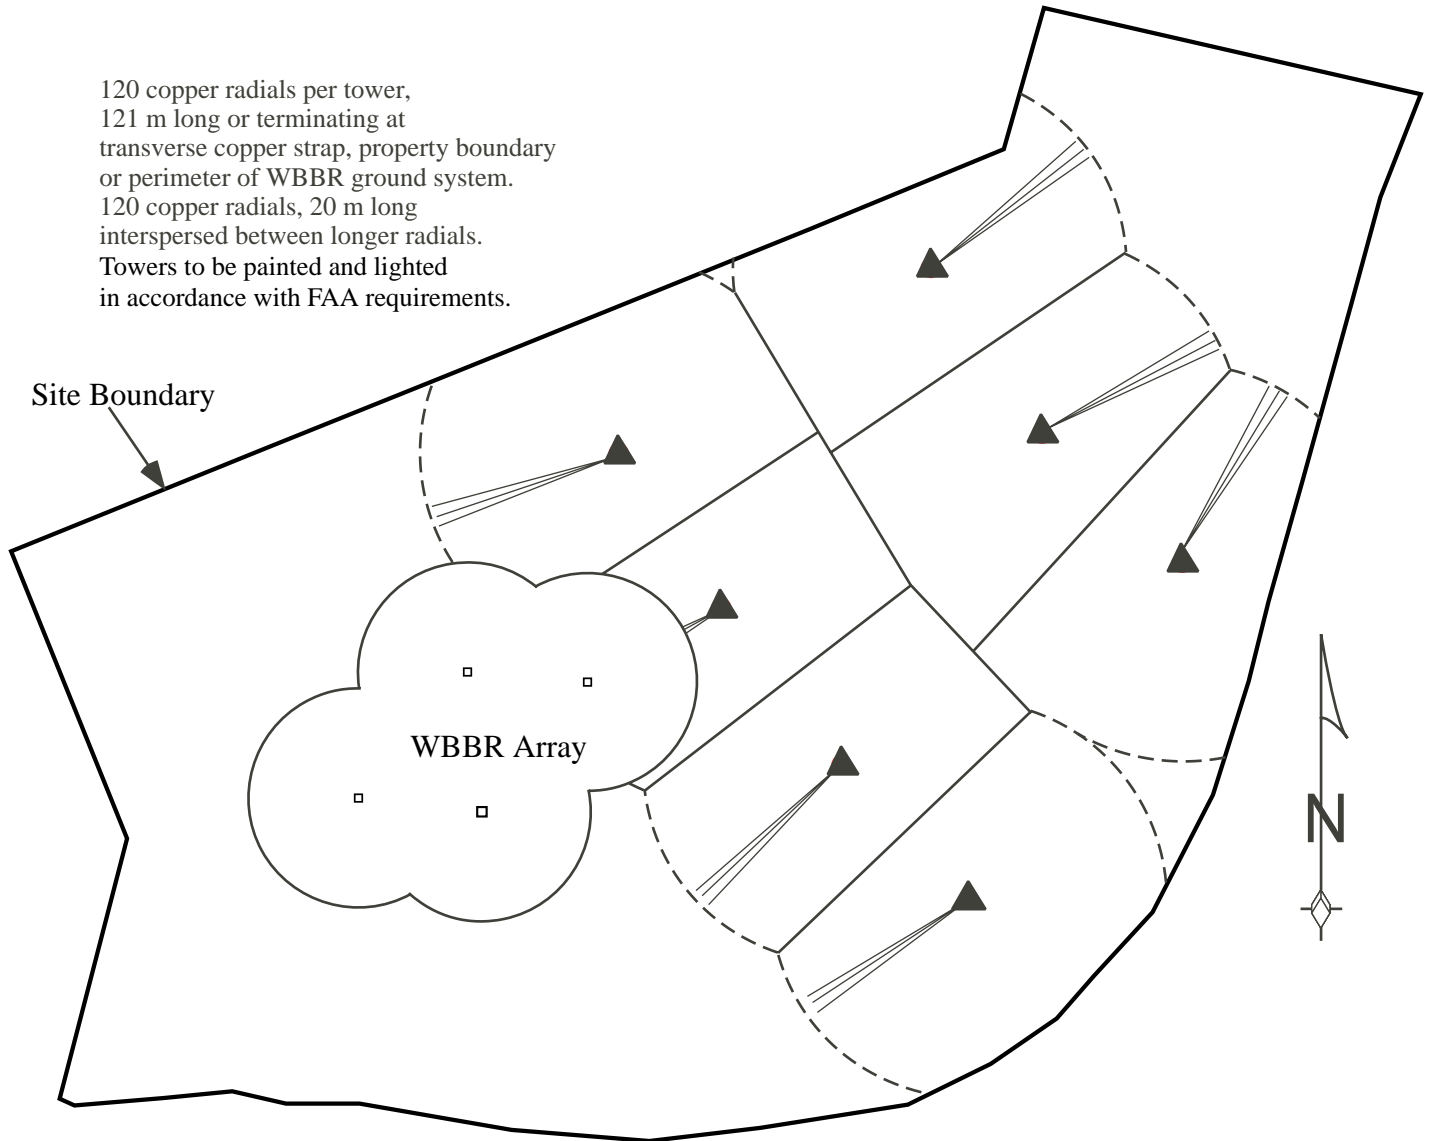 120 copper radials per tower,
121 m long or terminating at
transverse copper strap, property boundary
or perimeter of WBBR ground system.
120 copper radials, 20 m long
interspersed between longer radials.
Towers to be painted and lighted
in accordance with FAA requirements.
Site Boundary
WBBR Array
N